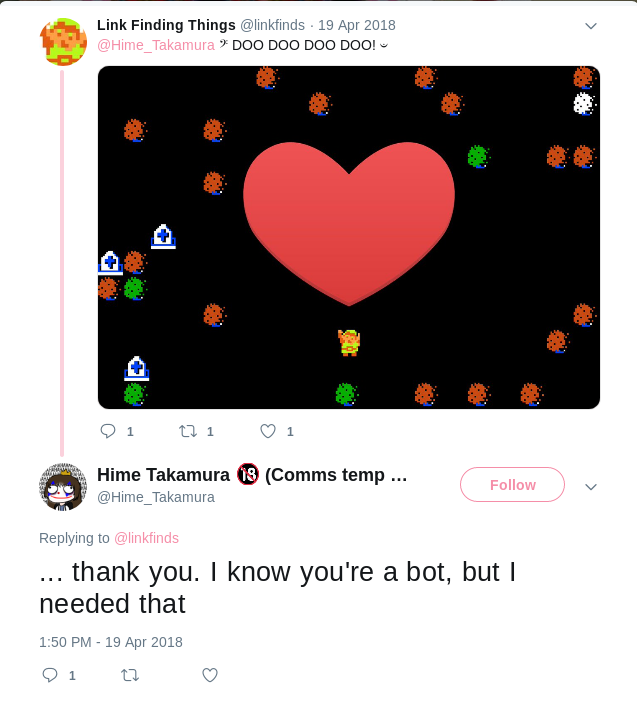 Link Finding Things @linkfinds · 19 Apr 2018
@Hime_Takamura 𝄢 DOO DOO DOO DOO! 𝄑
1 1 1
Hime Takamura 🔞 (Comms temp …
@Hime_Takamura
Follow
Replying to @linkfinds
... thank you. I know you're a bot, but I
needed that
1:50 PM - 19 Apr 2018
1